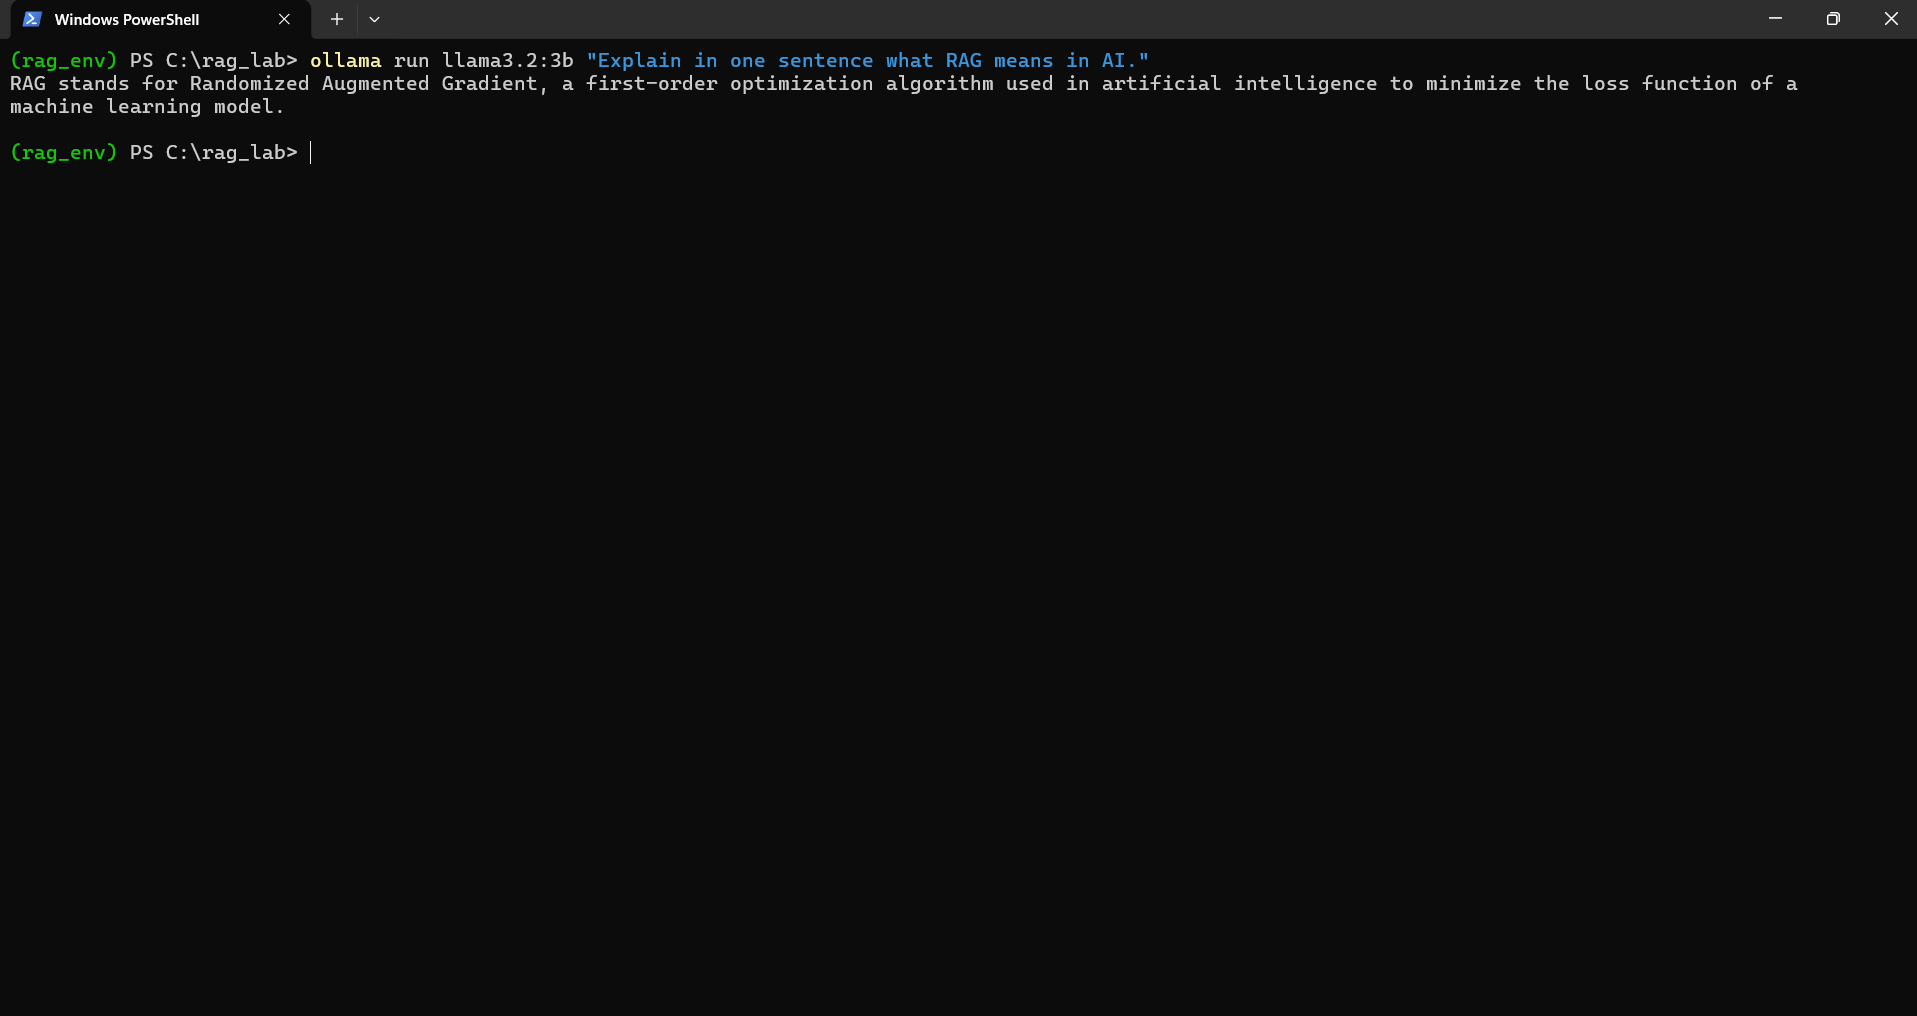 Windows PowerShell
(rag_env) PS C:\rag_lab> ollama run llama3.2:3b "Explain in one sentence what RAG means in AI."
RAG stands for Randomized Augmented Gradient, a first-order optimization algorithm used in artificial intelligence to minimize the loss function of a
machine learning model.
(rag_env) PS C:\rag_lab>